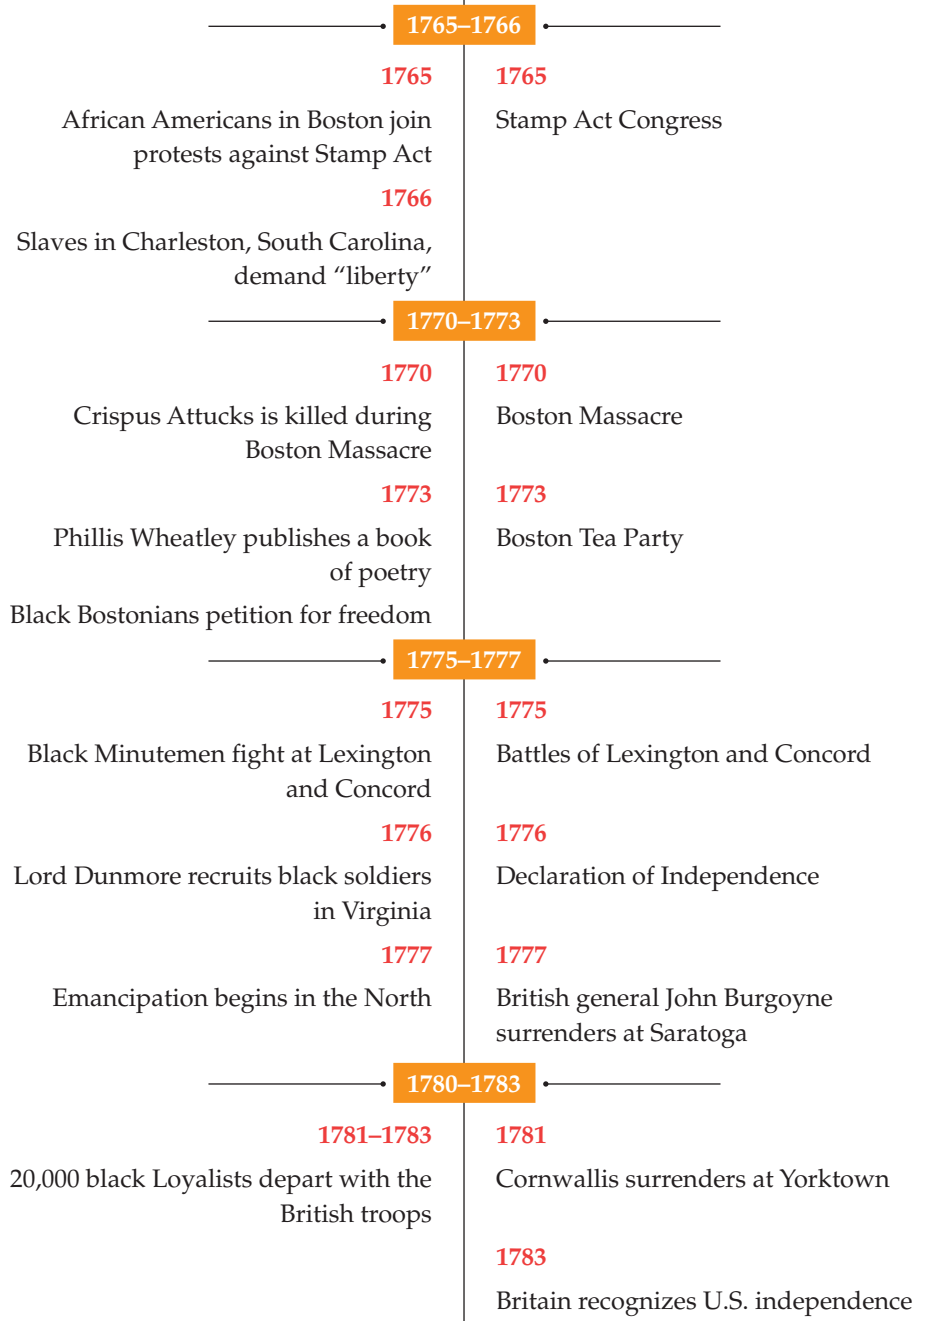 1765–1766
1765
African Americans in Boston join
protests against Stamp Act
1766
Slaves in Charleston, South Carolina,
demand “liberty”
1765
Stamp Act Congress
1770–1773
1770
Crispus Attucks is killed during
Boston Massacre
1773
Phillis Wheatley publishes a book
of poetry
Black Bostonians petition for freedom
1770
Boston Massacre
1773
Boston Tea Party
1775–1777
1775
Black Minutemen fight at Lexington
and Concord
1776
Lord Dunmore recruits black soldiers
in Virginia
1777
Emancipation begins in the North
1775
Battles of Lexington and Concord
1776
Declaration of Independence
1777
British general John Burgoyne
surrenders at Saratoga
1780–1783
1781–1783
20,000 black Loyalists depart with the
British troops
1781
Cornwallis surrenders at Yorktown
1783
Britain recognizes U.S. independence